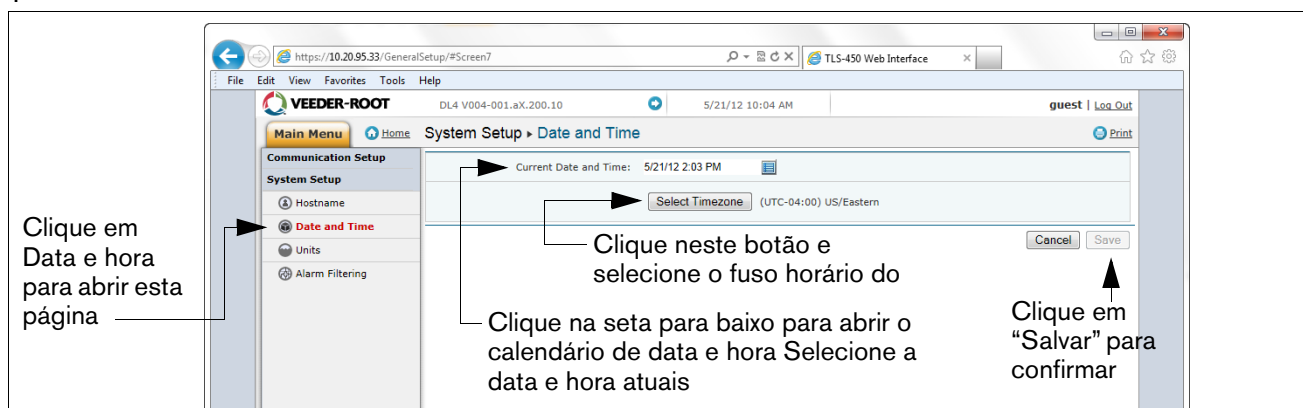 https://10.20.95.33/GeneralSetup/#Screen7
TLS-450 Web Interface
File Edit View Favorites Tools Help
VEEDER-ROOT
DL4 V004-001.aX.200.10
5/21/12 10:04 AM
guest | Log Out
Main Menu
Home
System Setup ▸ Date and Time
Print
Communication Setup
System Setup
Hostname
Date and Time
Units
Alarm Filtering
Current Date and Time: 5/21/12 2:03 PM
Select Timezone (UTC-04:00) US/Eastern
Cancel Save
Clique em
Data e hora
para abrir esta
página
Clique neste botão e
selecione o fuso horário do
Clique na seta para baixo para abrir o
calendário de data e hora Selecione a
data e hora atuais
Clique em
“Salvar” para
confirmar